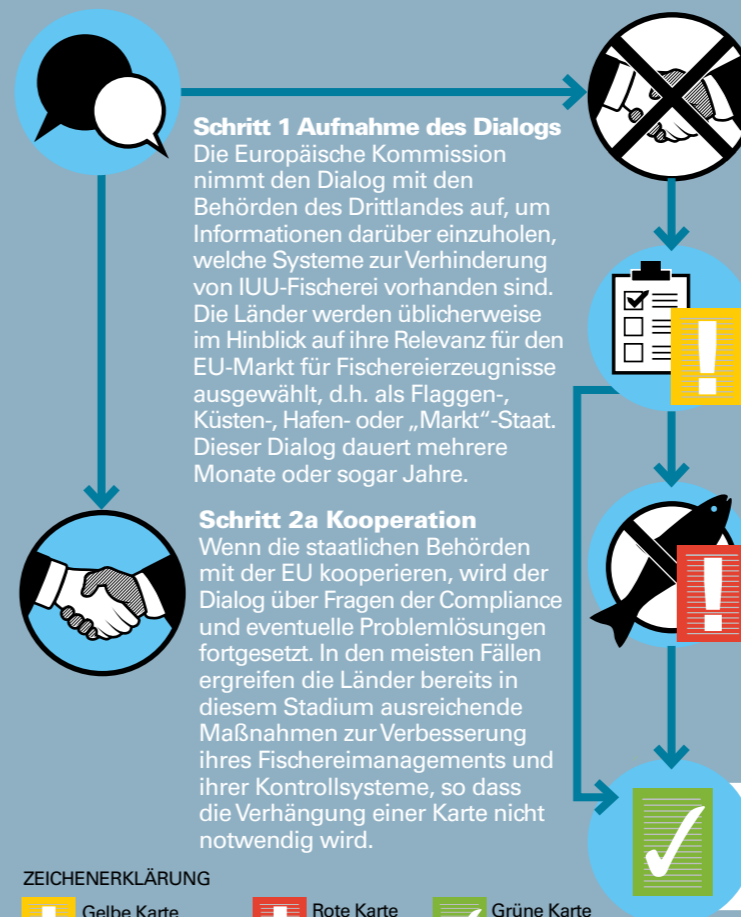 Schritt 1 Aufnahme des Dialogs
Die Europäische Kommission
nimmt den Dialog mit den
Behörden des Drittlandes auf, um
Informationen darüber einzuholen,
welche Systeme zur Verhinderung
von IUU-Fischerei vorhanden sind.
Die Länder werden üblicherweise
im Hinblick auf ihre Relevanz für den
EU-Markt für Fischereierzeugnisse
ausgewählt, d.h. als Flaggen-,
Küsten-, Hafen- oder „Markt“-Staat.
Dieser Dialog dauert mehrere
Monate oder sogar Jahre.
Schritt 2a Kooperation
Wenn die staatlichen Behörden
mit der EU kooperieren, wird der
Dialog über Fragen der Compliance
und eventuelle Problemlösungen
fortgesetzt. In den meisten Fällen
ergreifen die Länder bereits in
diesem Stadium ausreichende
Maßnahmen zur Verbesserung
ihres Fischereimanagements und
ihrer Kontrollsysteme, so dass
die Verhängung einer Karte nicht
notwendig wird.
ZEICHENERKLÄRUNG
Gelbe Karte
Rote Karte
Grüne Karte